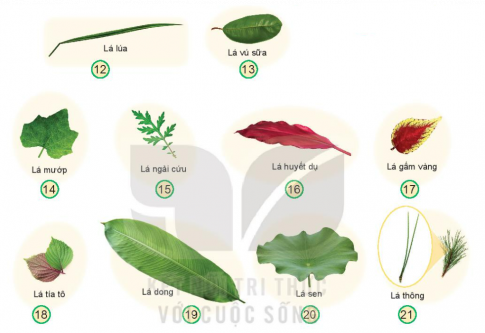 Lá lúa
12
Lá vú sữa
13
Lá mướp
14
Lá ngải cứu
15
Lá huyết dụ
16
Lá gấm vàng
17
Lá tía tô
18
Lá dong
19
Lá sen
20
Lá thông
21
KẾT NỐI TRI THỨC
VỚI CUỘC SỐNG